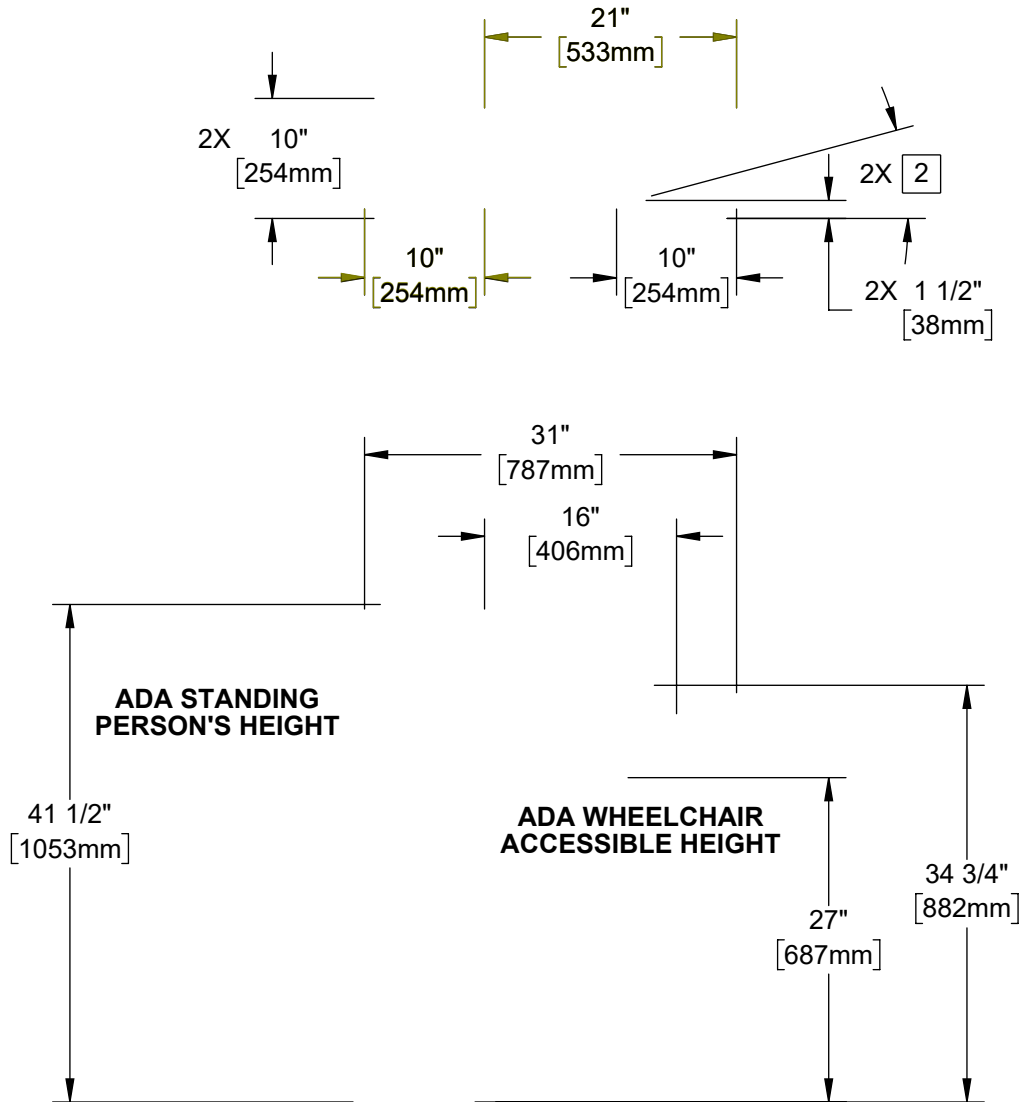 21"
[533mm]
2X 10"
[254mm]
2X 2
10"
[254mm]
10"
[254mm]
2X 1 1/2"
[38mm]
31"
[787mm]
16"
[406mm]
ADA STANDING
PERSON'S HEIGHT
41 1/2"
[1053mm]
ADA WHEELCHAIR
ACCESSIBLE HEIGHT
34 3/4"
[882mm]
27"
[687mm]